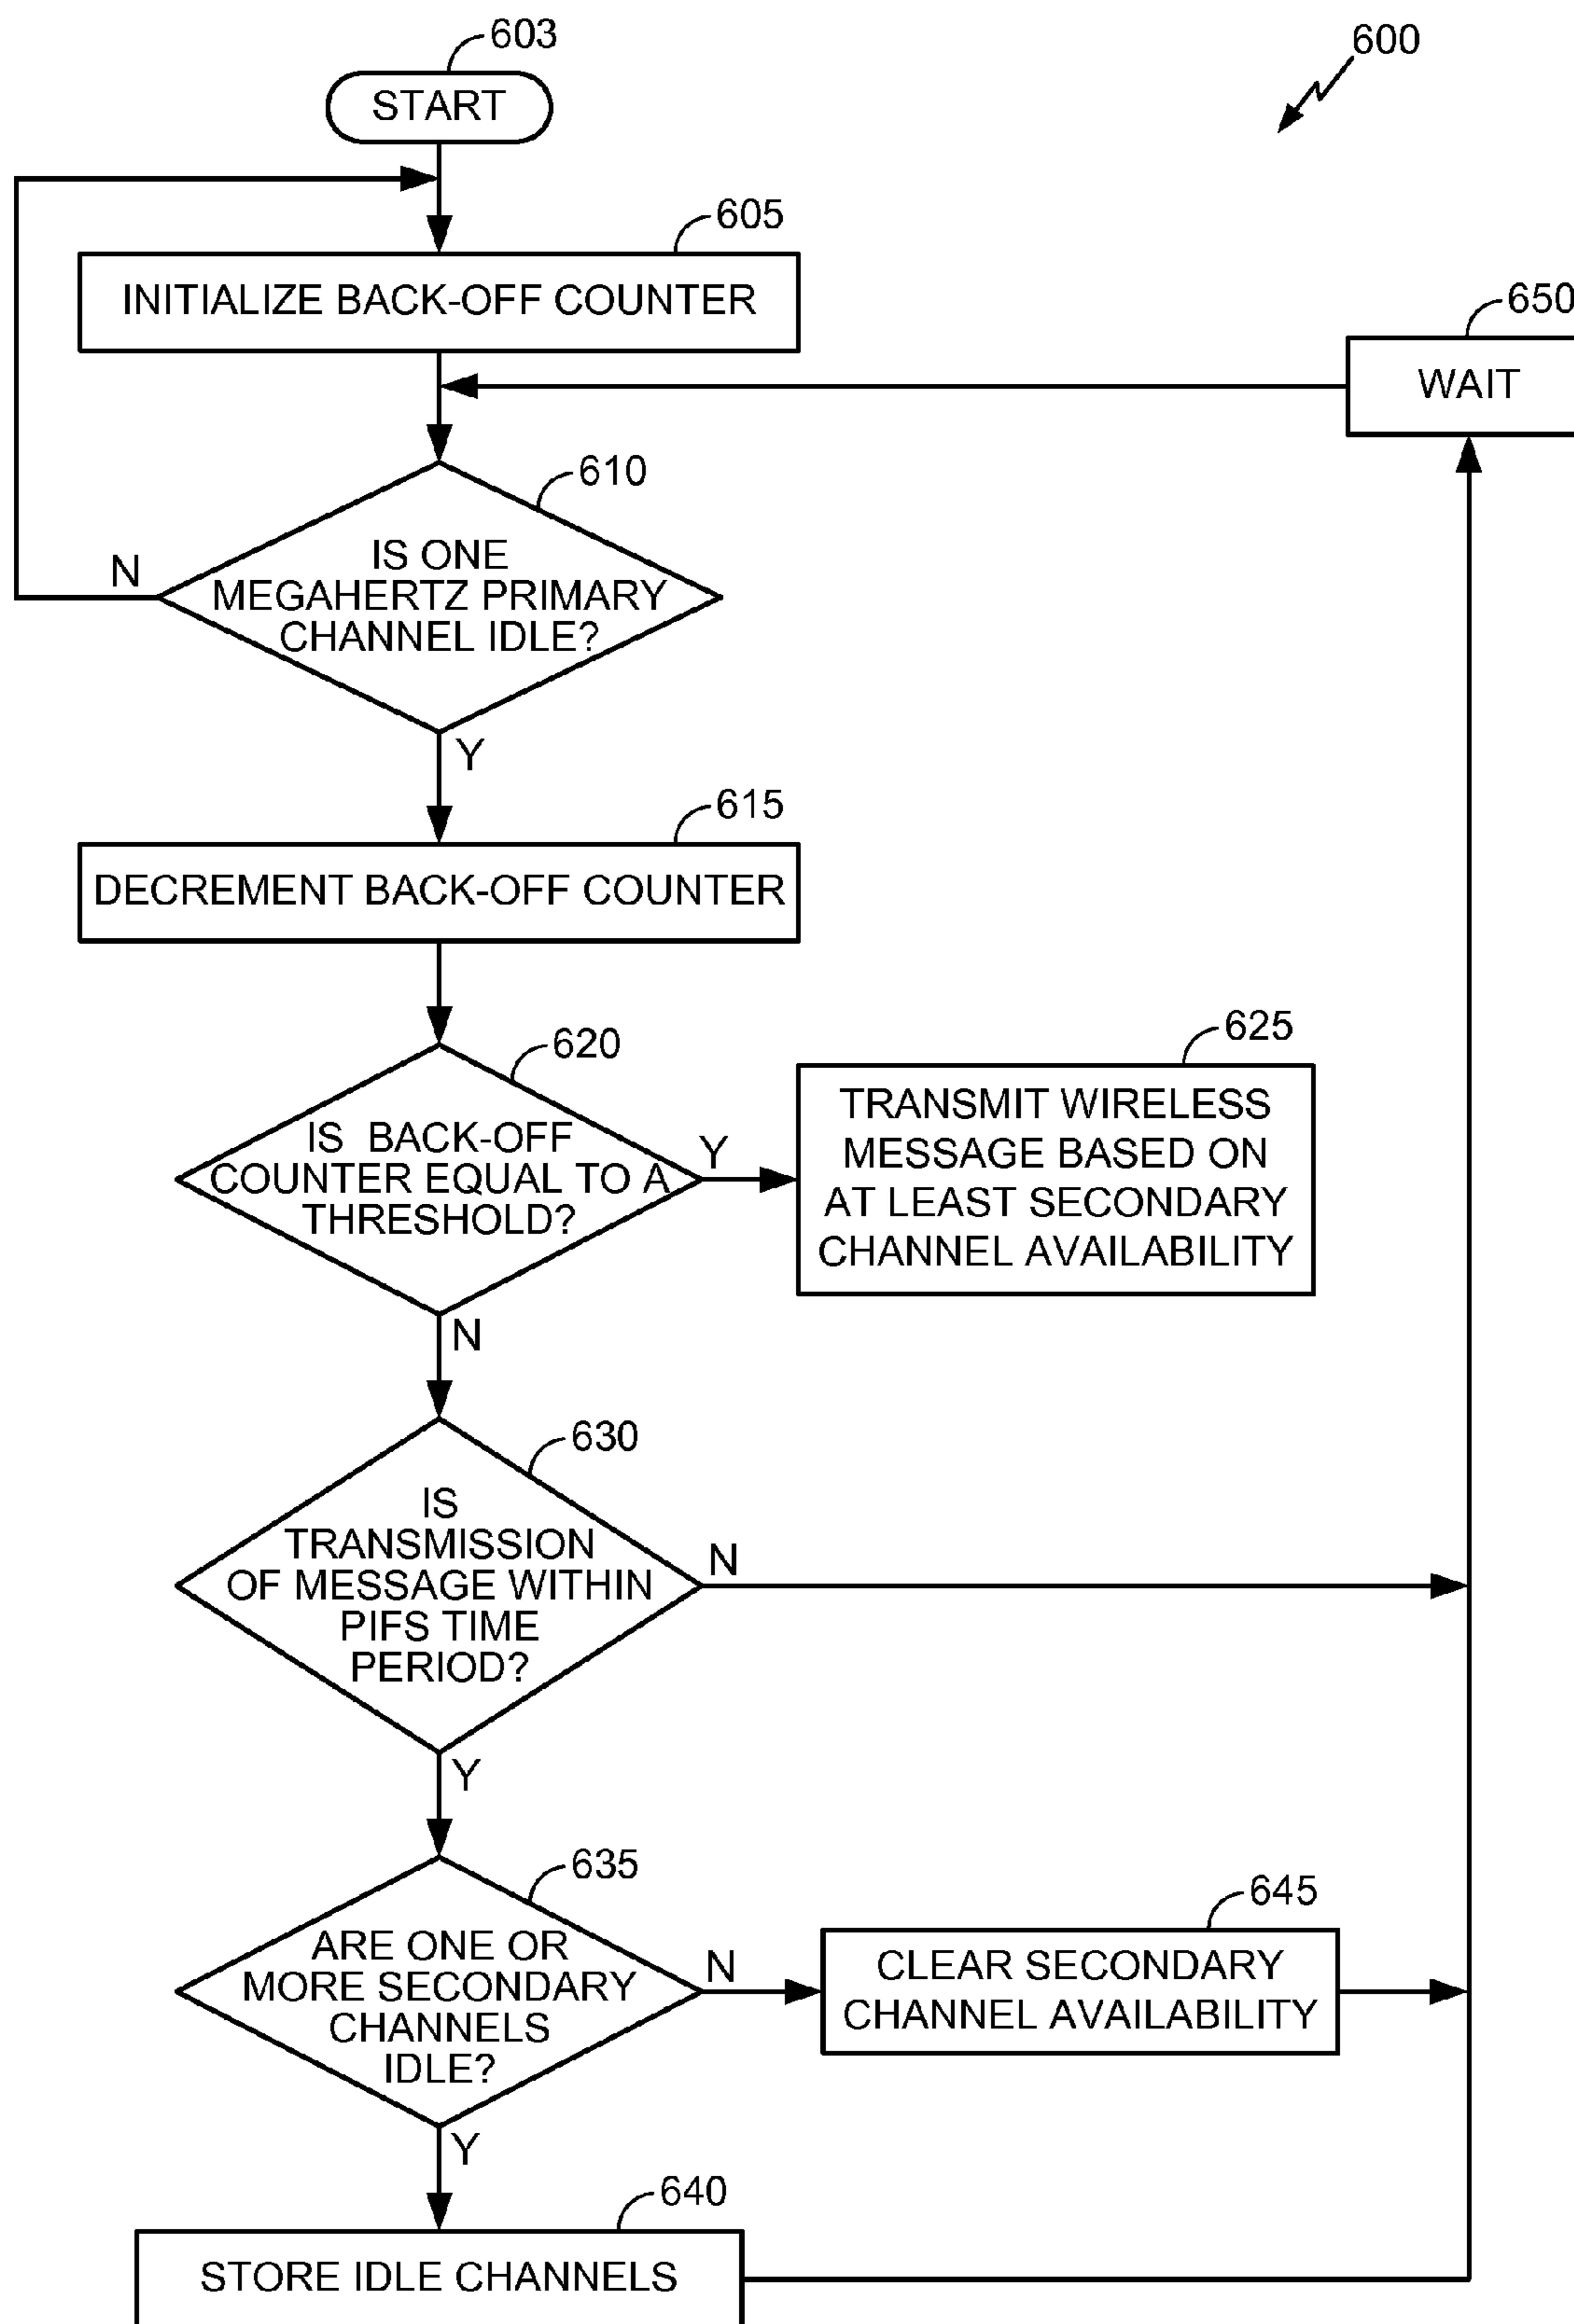 603
600
START
605
INITIALIZE BACK-OFF COUNTER
650
WAIT
610
IS ONE
MEGAHERTZ PRIMARY
CHANNEL IDLE?
N
Y
615
DECREMENT BACK-OFF COUNTER
620
IS BACK-OFF
COUNTER EQUAL TO A
THRESHOLD?
Y
N
625
TRANSMIT WIRELESS
MESSAGE BASED ON
AT LEAST SECONDARY
CHANNEL AVAILABILITY
630
IS
TRANSMISSION
OF MESSAGE WITHIN
PIFS TIME
PERIOD?
N
Y
635
ARE ONE OR
MORE SECONDARY
CHANNELS
IDLE?
N
Y
645
CLEAR SECONDARY
CHANNEL AVAILABILITY
640
STORE IDLE CHANNELS